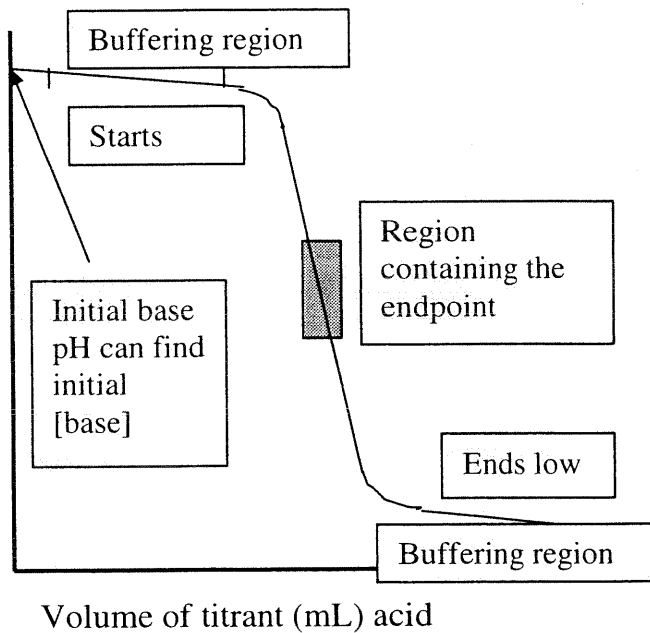 Buffering region
Starts
Region
containing the
endpoint
Initial base
pH can find
initial
[base]
Ends low
Buffering region
Volume of titrant (mL) acid